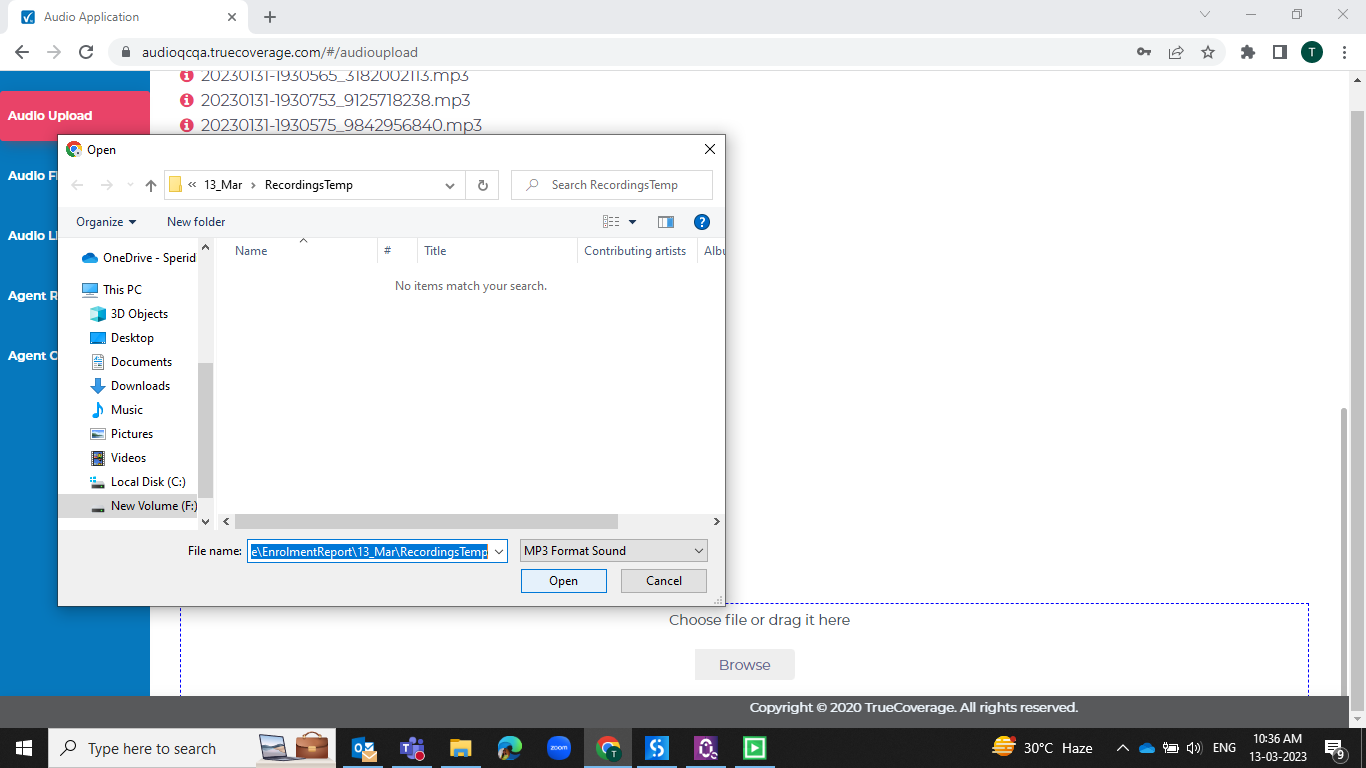 Audio Application
audioqcqa.truecoverage.com/#/audioupload
T
20230131-1930565_3182002113.mp3
20230131-1930753_9125718238.mp3
20230131-1930575_9842956840.mp3
Audio Upload
Audio Fi
Audio Li
Agent R
Agent C
Open
« 13_Mar › RecordingsTemp
Search RecordingsTemp
Organize
New folder
Name
#
Title
Contributing artists
Albu
No items match your search.
OneDrive - Sperid
This PC
3D Objects
Desktop
Documents
Downloads
Music
Pictures
Videos
Local Disk (C:)
New Volume (F:)
File name:
e\EnrolmentReport\13_Mar\RecordingsTemp
MP3 Format Sound
Open
Cancel
Choose file or drag it here
Browse
Copyright © 2020 TrueCoverage. All rights reserved.
Type here to search
zoom
T
30°C Haze
ENG
10:36 AM
13-03-2023
9